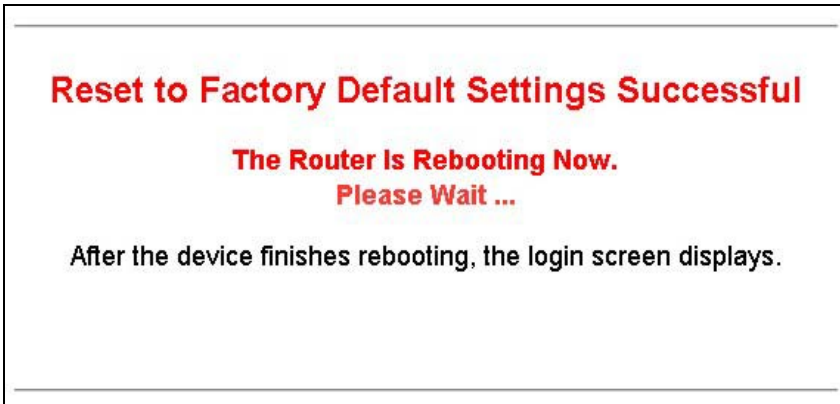 Reset to Factory Default Settings Successful
The Router Is Rebooting Now.
Please Wait ...
After the device finishes rebooting, the login screen displays.